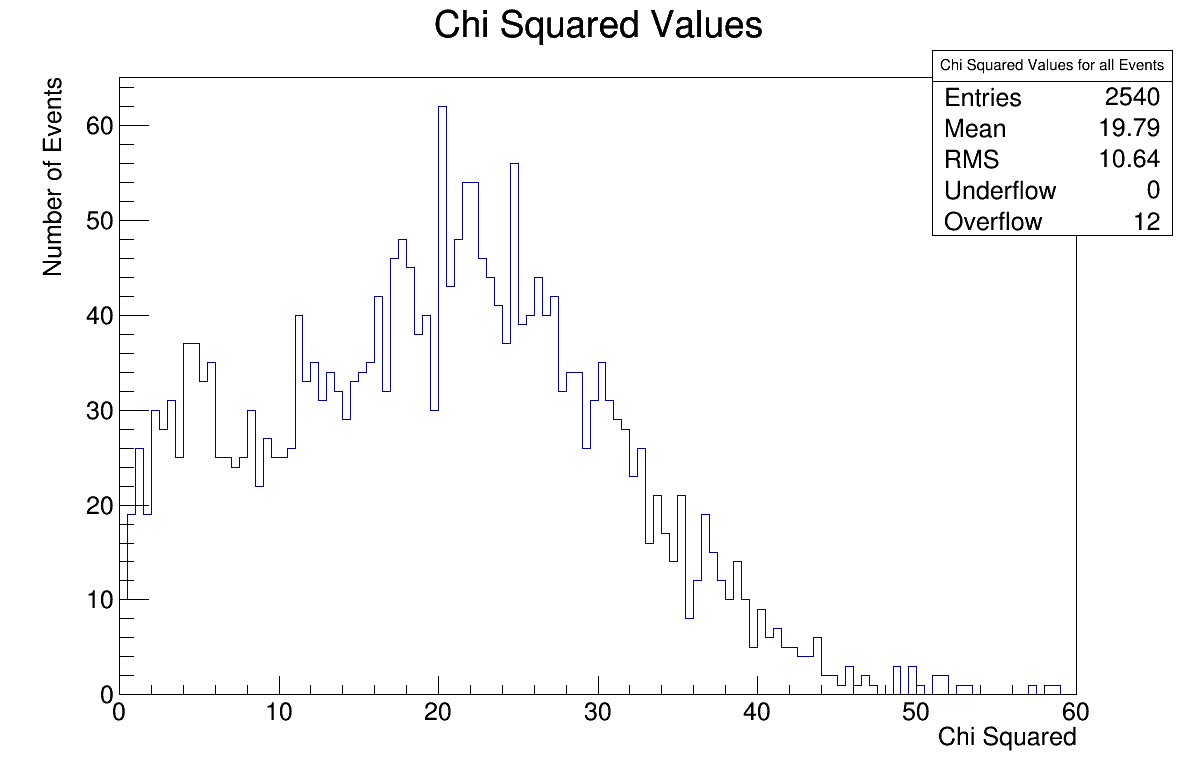 Chi Squared Values
Chi Squared Values for all Events
Entries 2540
Mean 19.79
RMS 10.64
Underflow 0
Overflow 12
Number of Events
60
50
40
30
20
10
0
0 10 20 30 40 50 60
Chi Squared